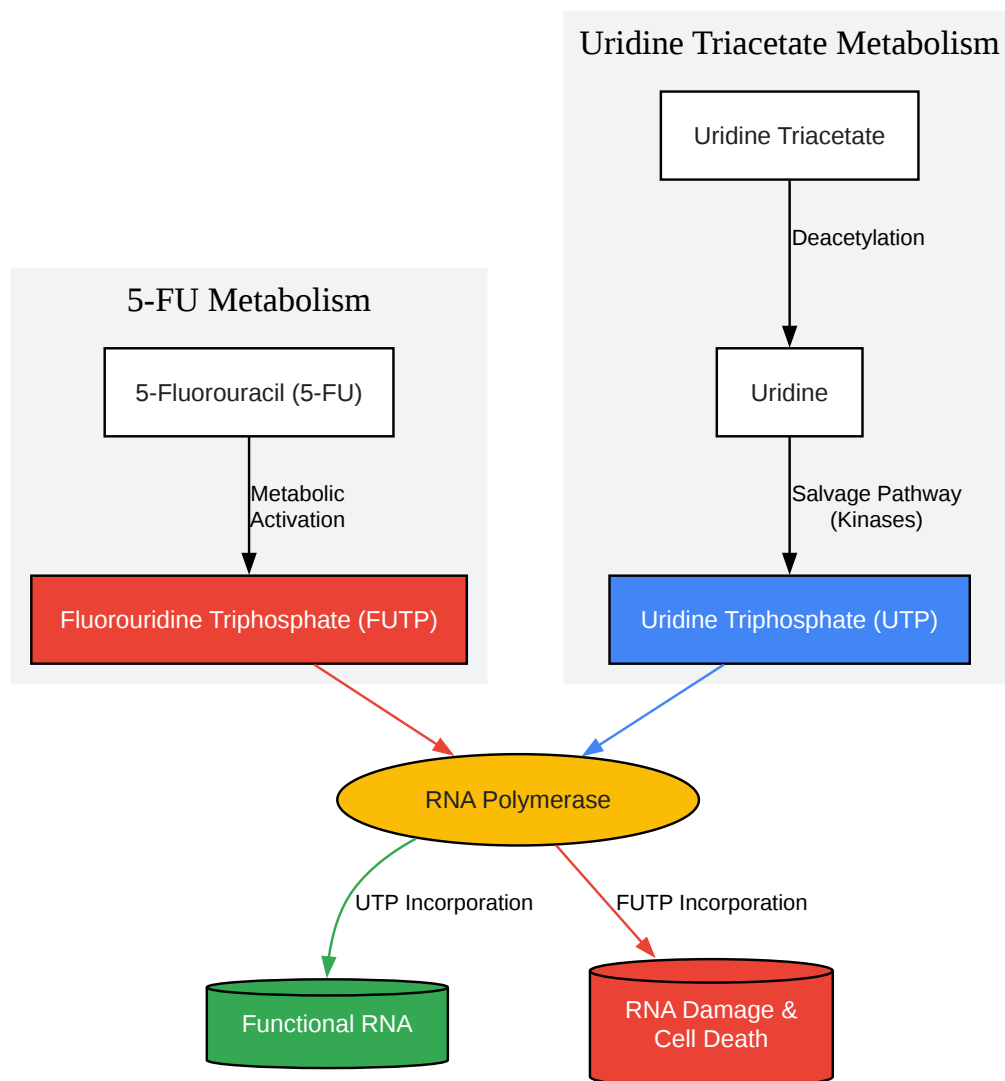 Uridine Triacetate Metabolism
Uridine Triacetate
Deacetylation
5-FU Metabolism
5-Fluorouracil (5-FU)
Uridine
Metabolic
Activation
Salvage Pathway
(Kinases)
Fluorouridine Triphosphate (FUTP)
Uridine Triphosphate (UTP)
RNA Polymerase
UTP Incorporation
FUTP Incorporation
Functional RNA
RNA Damage &
Cell Death